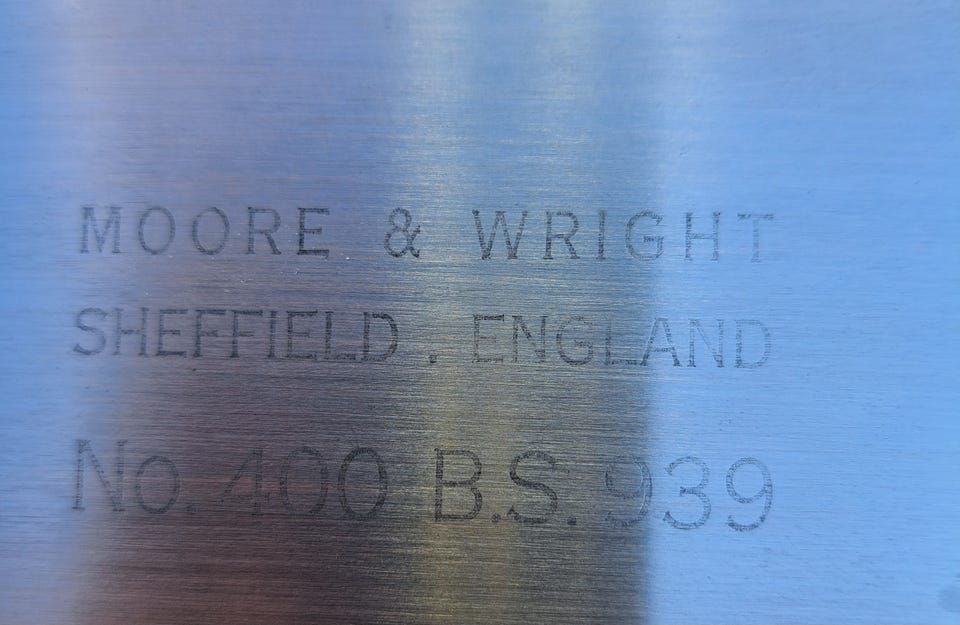 MOORE & WRIGHT
SHEFFIELD . ENGLAND
No. 400 B.S. 939